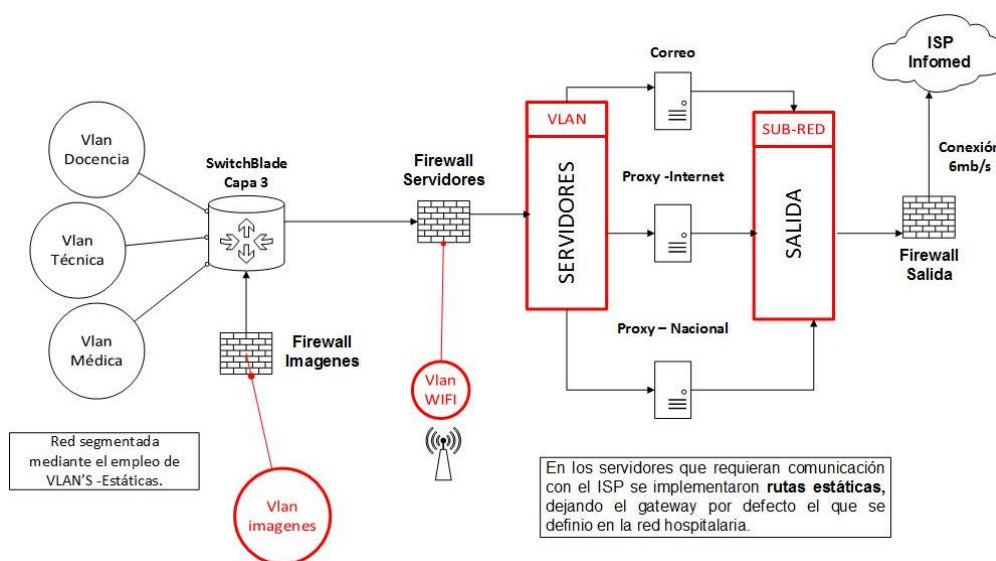 Vlan
Docencia
Vlan
Técnica
Vlan
Médica
SwitchBlade
Capa 3
Firewall
Imagenes
Vlan
imagenes
Red segmentada
mediante el empleo de
VLAN'S -Estáticas.
Firewall
Servidores
Vlan
WIFI
VLAN
SERVIDORES
Correo
Proxy -Internet
Proxy – Nacional
SUB-RED
SALIDA
ISP
Infomed
Conexión
6mb/s
Firewall
Salida
En los servidores que requieran comunicación
con el ISP se implementaron rutas estáticas,
dejando el gateway por defecto el que se
definio en la red hospitalaria.